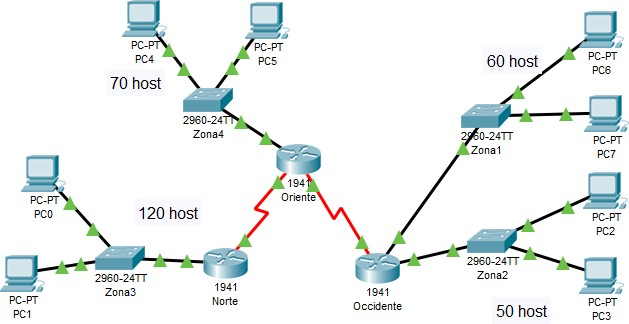 PC-PT
PC4
PC-PT
PC5
70 host
2960-24TT
Zona4
60 host
PC-PT
PC6
2960-24TT
Zona1
PC-PT
PC7
1941
Oriente
PC-PT
PC0
120 host
2960-24TT
Zona3
1941
Norte
PC-PT
PC1
1941
Occidente
2960-24TT
Zona2
PC-PT
PC2
50 host
PC-PT
PC3